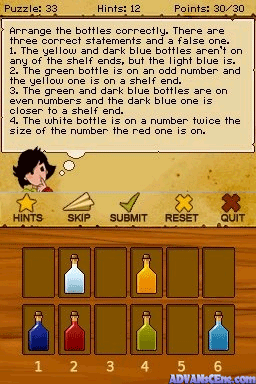 Puzzle: 33 Hints: 12 Points: 30/30
Arrange the bottles correctly. There are
three correct statements and a false one.
1. The yellow and dark blue bottles aren't on
any of the shelf ends, but the light blue is.
2. The green bottle is on an odd number and
the yellow one is on a shelf end.
3. The green and dark blue bottles are on
even numbers and the dark blue one is
closer to a shelf end.
4. The white bottle is on a number twice the
size of the number the red one is on.
HINTS SKIP SUBMIT RESET QUIT
1 2 3 4 5 6
ADVANsCEne.com